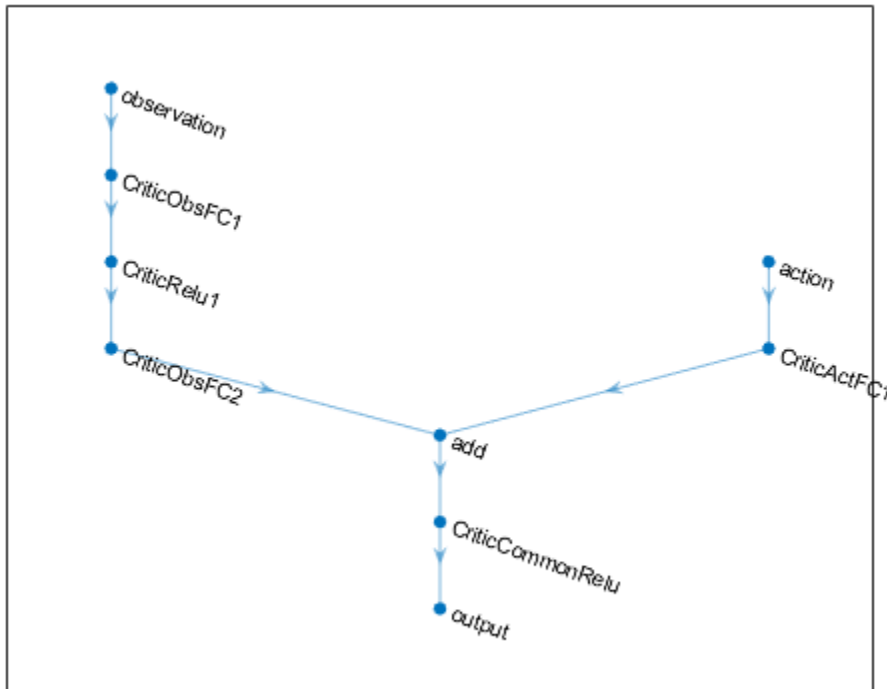 observation
CriticObsFC1
CriticRelu1
CriticObsFC2
action
CriticActFC1
add
CriticCommonRelu
output